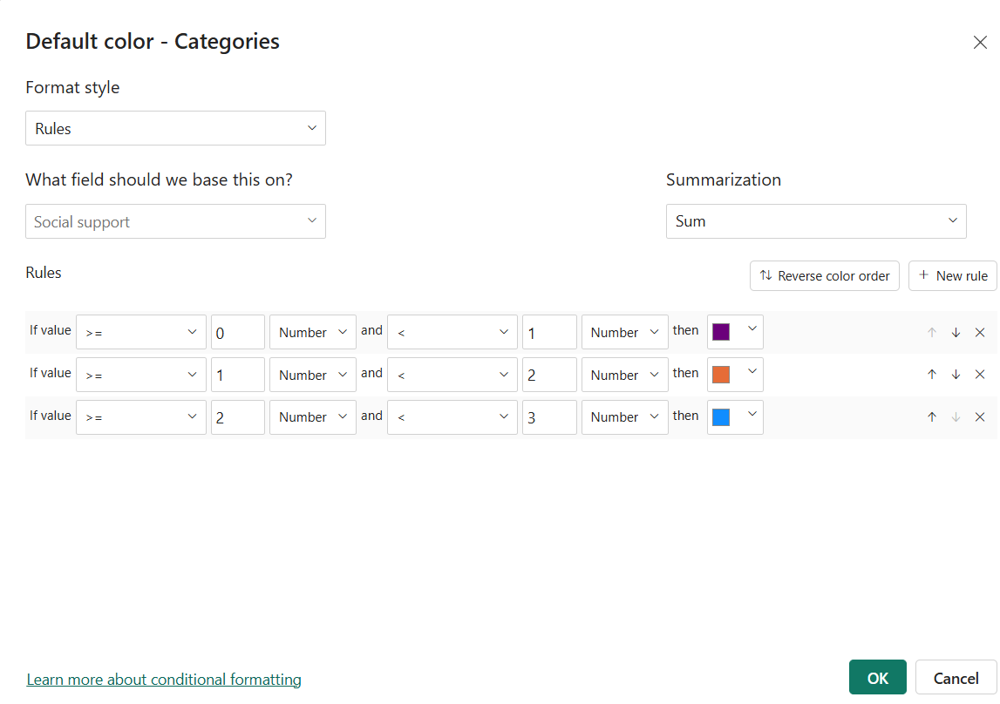 Default color - Categories
Format style
Rules
What field should we base this on?
Summarization
Social support
Sum
Rules
Reverse color order
+ New rule
If value >= 0 Number and < 1 Number then
If value >= 1 Number and < 2 Number then
If value >= 2 Number and < 3 Number then
Learn more about conditional formatting
OK
Cancel